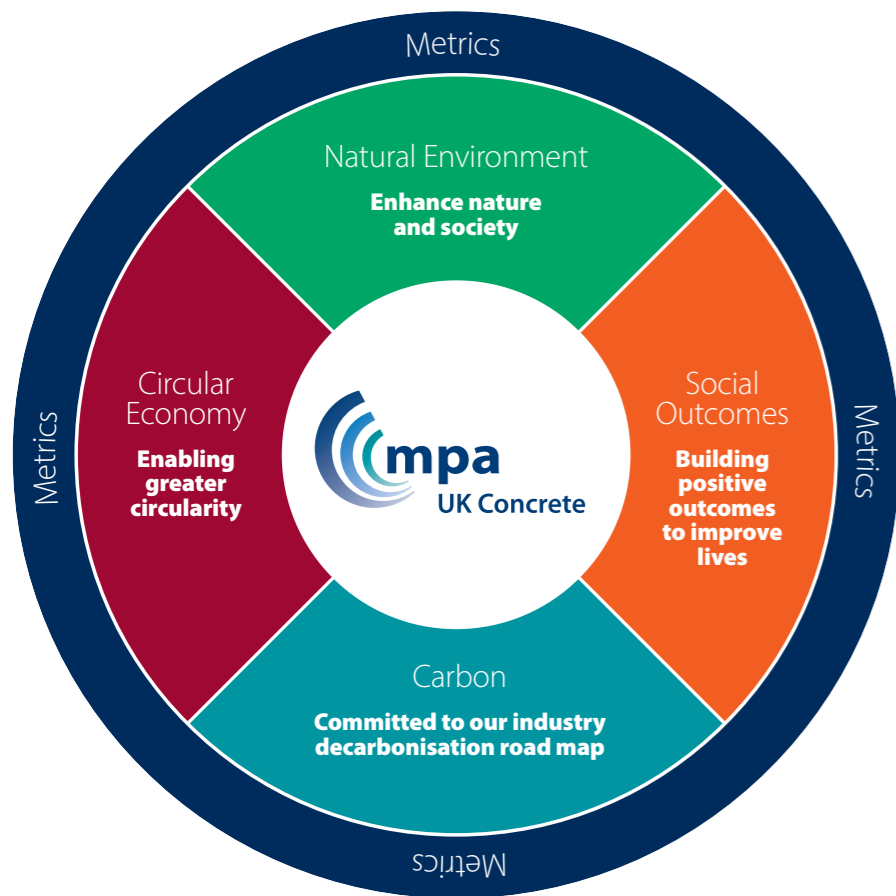 Metrics
Natural Environment
Enhance nature
and society
Circular
Economy
Enabling
greater
circularity
Metrics
mpa
UK Concrete
Social
Outcomes
Building
positive
outcomes
to improve
lives
Metrics
Carbon
Committed to our industry
decarbonisation road map
Metrics